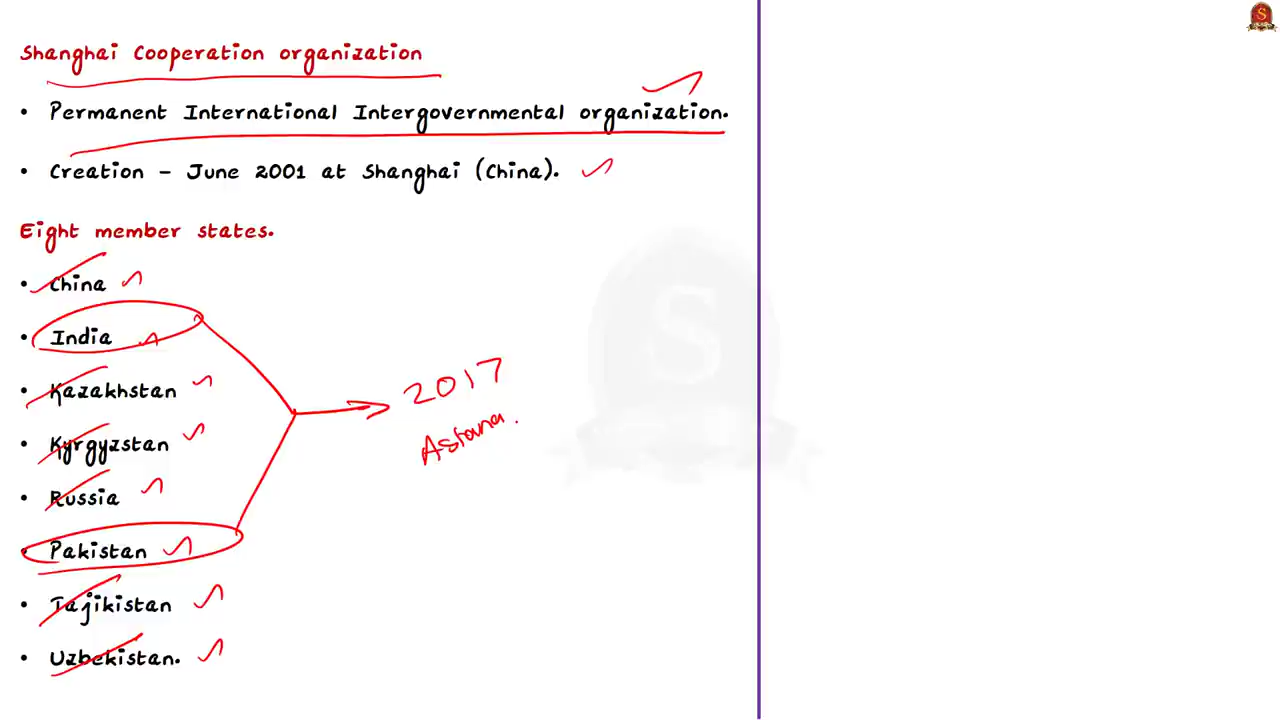 Shanghai Cooperation organization
• Permanent International Intergovernmental organization.
• Creation – June 2001 at Shanghai (China).
Eight member states.
• China
• India
• Kazakhstan
• Kyrgyzstan
• Russia
• Pakistan
• Tajikistan
• Uzbekistan.
2017
Astana.
S
S